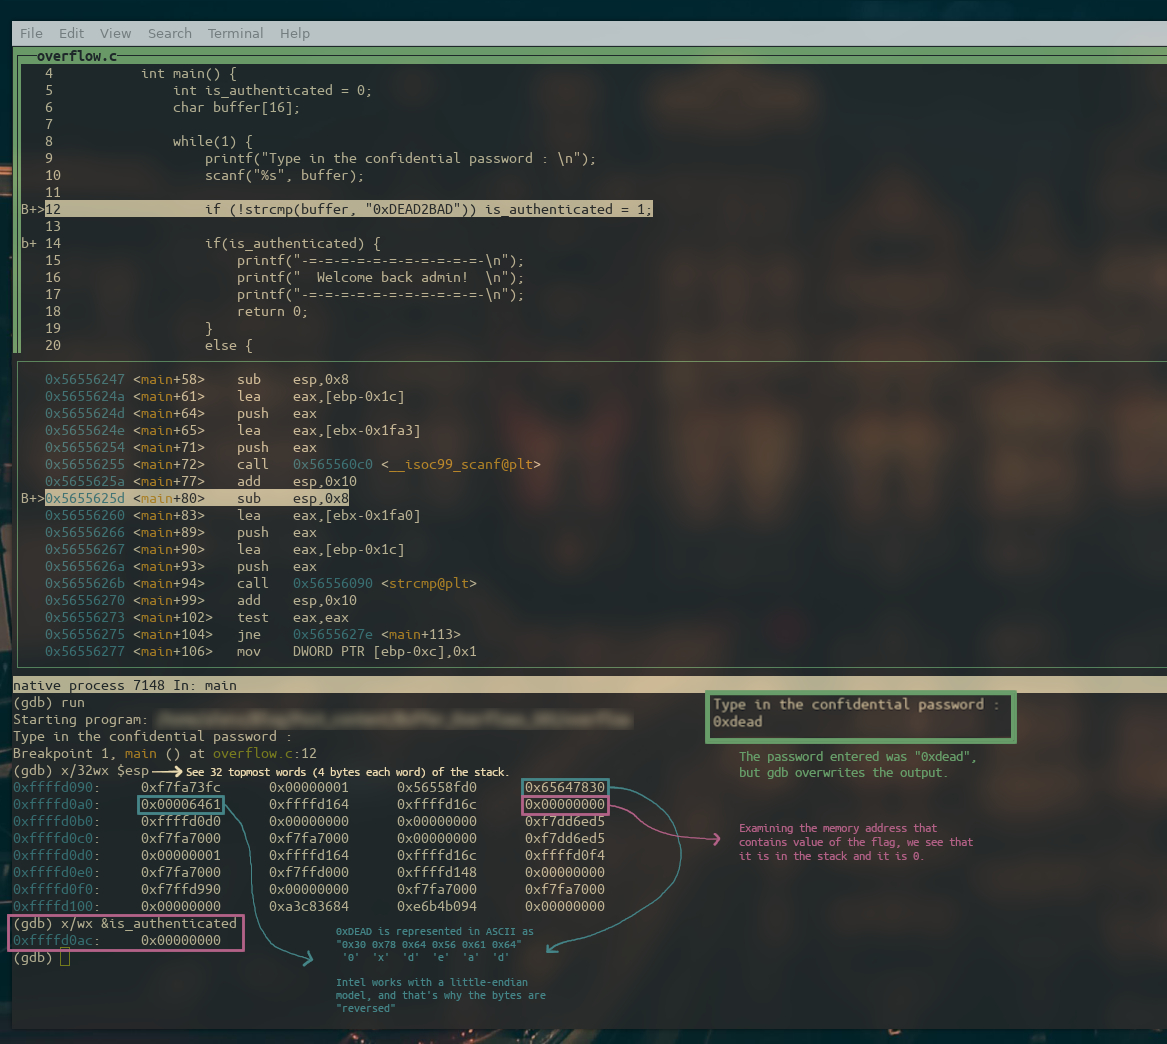 File Edit View Search Terminal Help
overflow.c
4 int main() {
5 int is_authenticated = 0;
6 char buffer[16];
7
8 while(1) {
9 printf("Type in the confidential password : \n");
10 scanf("%s", buffer);
11
B+>12 if (!strcmp(buffer, "0xDEAD2BAD")) is_authenticated = 1;
13
b+ 14 if(is_authenticated) {
15 printf("-=-=-=-=-=-=-=-=-=-=-=-\n");
16 printf("  Welcome back admin!  \n");
17 printf("-=-=-=-=-=-=-=-=-=-=-=-\n");
18 return 0;
19 }
20 else {
0x56556247 <main+58> sub esp,0x8
0x5655624a <main+61> lea eax,[ebp-0x1c]
0x5655624d <main+64> push eax
0x5655624e <main+65> lea eax,[ebx-0x1fa3]
0x56556254 <main+71> push eax
0x56556255 <main+72> call 0x565560c0 <__isoc99_scanf@plt>
0x5655625a <main+77> add esp,0x10
B+>0x5655625d <main+80> sub esp,0x8
0x56556260 <main+83> lea eax,[ebx-0x1fa0]
0x56556266 <main+89> push eax
0x56556267 <main+90> lea eax,[ebp-0x1c]
0x5655626a <main+93> push eax
0x5655626b <main+94> call 0x56556090 <strcmp@plt>
0x56556270 <main+99> add esp,0x10
0x56556273 <main+102> test eax,eax
0x56556275 <main+104> jne 0x5655627e <main+113>
0x56556277 <main+106> mov DWORD PTR [ebp-0xc],0x1
native process 7148 In: main
(gdb) run
Starting program:
Type in the confidential password :
Breakpoint 1, main () at overflow.c:12
(gdb) x/32wx $esp See 32 topmost words (4 bytes each word) of the stack.
0xffffd090: 0xf7fa73fc 0x00000001 0x56558fd0 0x65647830
0xffffd0a0: 0x00006461 0xffffd164 0xffffd16c 0x00000000
0xffffd0b0: 0xffffd0d0 0x00000000 0x00000000 0xf7dd6ed5
0xffffd0c0: 0xf7fa7000 0xf7fa7000 0x00000000 0xf7dd6ed5
0xffffd0d0: 0x00000001 0xffffd164 0xffffd16c 0xffffd0f4
0xffffd0e0: 0xf7fa7000 0xf7ffd000 0xffffd148 0x00000000
0xffffd0f0: 0xf7ffd990 0x00000000 0xf7fa7000 0xf7fa7000
0xffffd100: 0x00000000 0xa3c83684 0xe6b4b094 0x00000000
(gdb) x/wx &is_authenticated
0xffffd0ac: 0x00000000
(gdb)
Type in the confidential password :
0xdead
The password entered was "0xdead",
but gdb overwrites the output.
Examining the memory address that
contains value of the flag, we see that
it is in the stack and it is 0.
0xDEAD is represented in ASCII as
"0x30 0x78 0x64 0x56 0x61 0x64"
'0' 'x' 'd' 'e' 'a' 'd'
Intel works with a little-endian
model, and that's why the bytes are
"reversed"